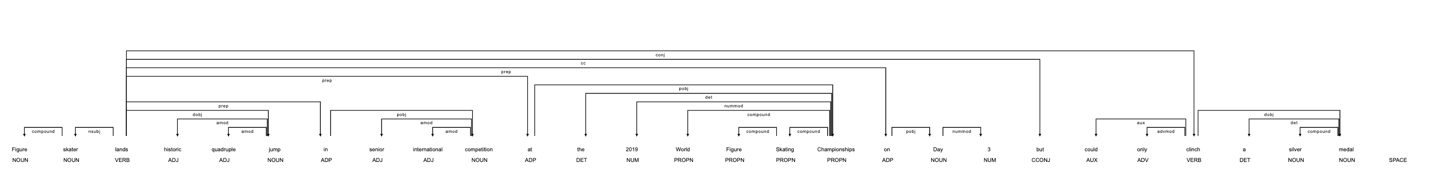 conj
cc
prep
prep
pobj
det
prep nummod
dobj pobj compound dobj
amod amod aux det
compound nsubj amod amod compound compound pobj nummod advmod compound
Figure skater lands historic quadruple jump in senior international competition at the 2019 World Figure Skating Championships on Day 3 but could only clinch a silver medal
NOUN NOUN VERB ADJ ADJ NOUN ADP ADJ ADJ NOUN ADP DET NUM PROPN PROPN PROPN PROPN ADP NOUN NUM CCONJ AUX ADV VERB DET NOUN NOUN SPACE